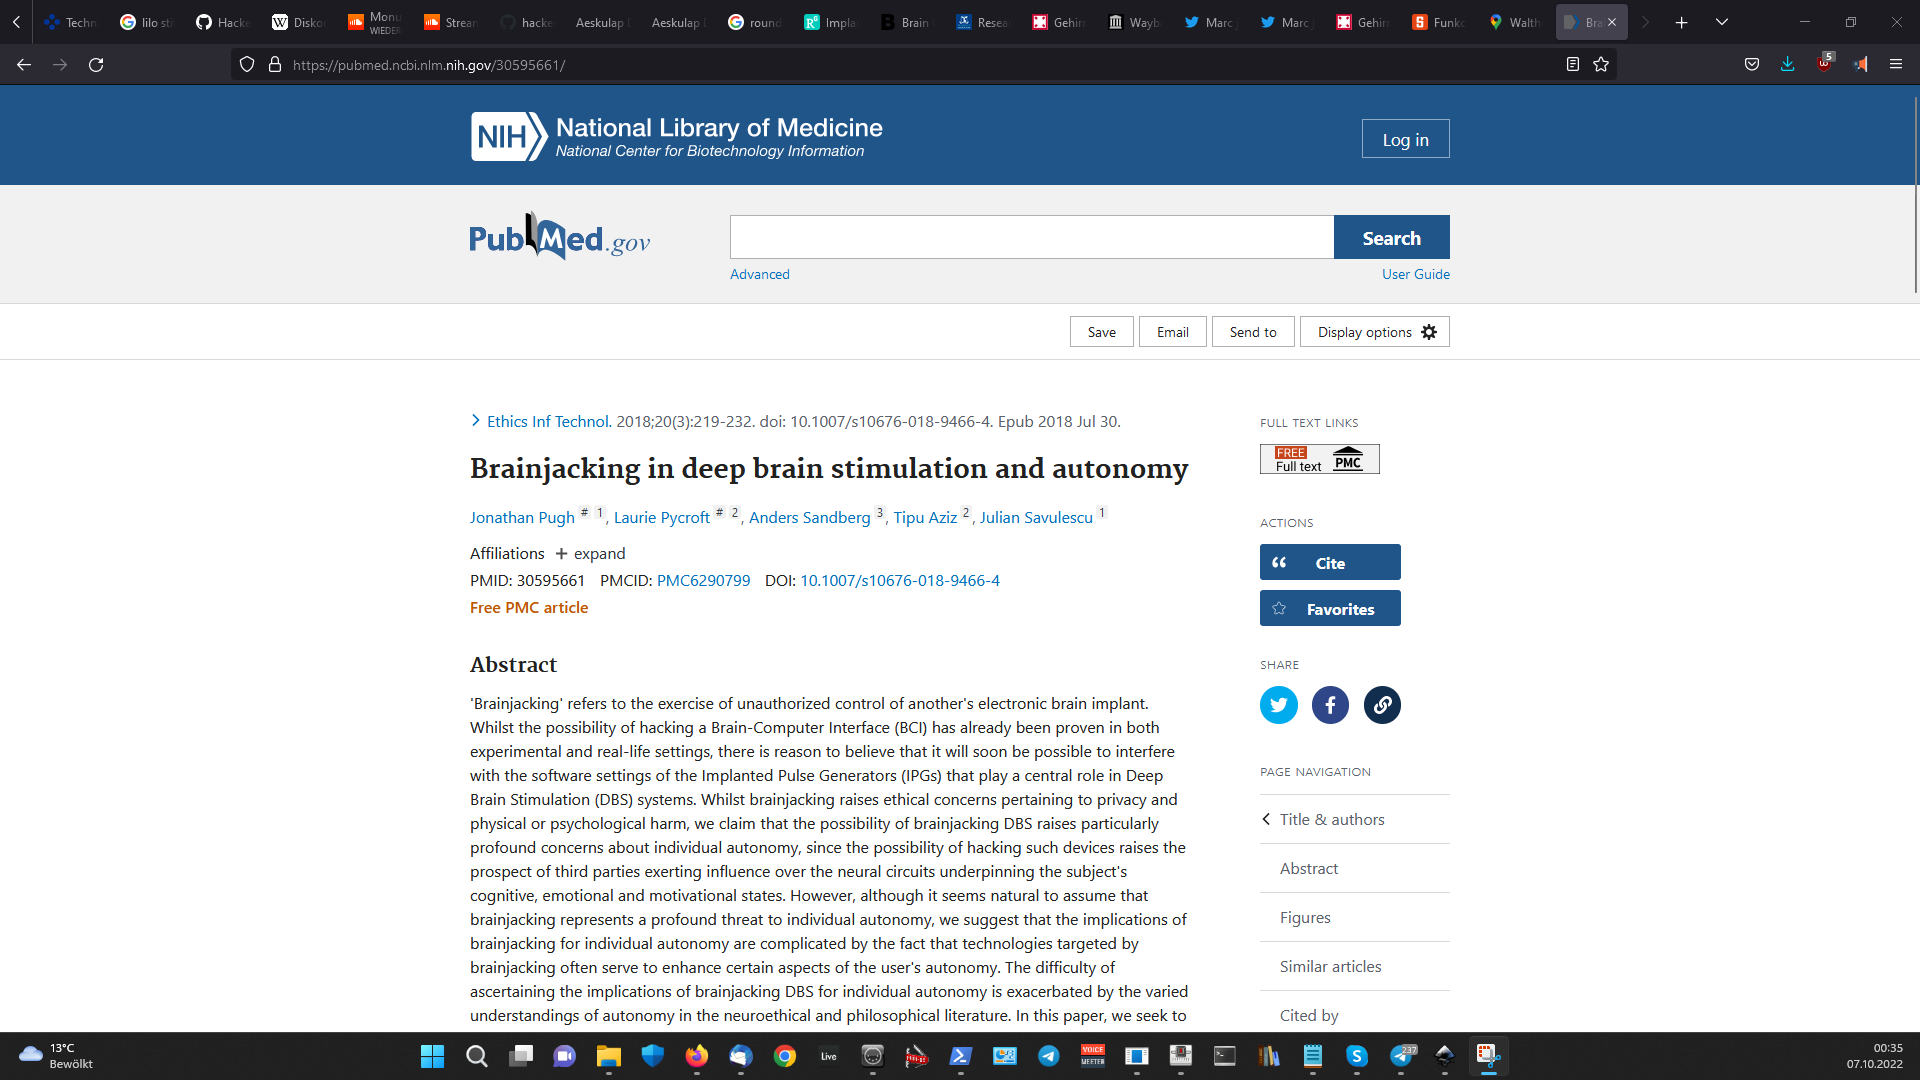 Techn
lilo sti
Hacke
Disko
Monu
WIEDER
Strean
hacke
Aeskulap
Aeskulap
round
Impla
Brain
Resea
Gehirn
Wayb
Marc
Marc
Gehirn
Funkc
Walth
Bra
https://pubmed.ncbi.nlm.nih.gov/30595661/
5
NIH National Library of Medicine
National Center for Biotechnology Information
Log in
PubMed.gov
Search
Advanced
User Guide
Save
Email
Send to
Display options
Ethics Inf Technol. 2018;20(3):219-232. doi: 10.1007/s10676-018-9466-4. Epub 2018 Jul 30.
Brainjacking in deep brain stimulation and autonomy
Jonathan Pugh # 1, Laurie Pycroft # 2, Anders Sandberg 3, Tipu Aziz 2, Julian Savulescu 1
Affiliations + expand
PMID: 30595661 PMCID: PMC6290799 DOI: 10.1007/s10676-018-9466-4
Free PMC article
Abstract
'Brainjacking' refers to the exercise of unauthorized control of another's electronic brain implant.
Whilst the possibility of hacking a Brain-Computer Interface (BCI) has already been proven in both
experimental and real-life settings, there is reason to believe that it will soon be possible to interfere
with the software settings of the Implanted Pulse Generators (IPGs) that play a central role in Deep
Brain Stimulation (DBS) systems. Whilst brainjacking raises ethical concerns pertaining to privacy and
physical or psychological harm, we claim that the possibility of brainjacking DBS raises particularly
profound concerns about individual autonomy, since the possibility of hacking such devices raises the
prospect of third parties exerting influence over the neural circuits underpinning the subject's
cognitive, emotional and motivational states. However, although it seems natural to assume that
brainjacking represents a profound threat to individual autonomy, we suggest that the implications of
brainjacking for individual autonomy are complicated by the fact that technologies targeted by
brainjacking often serve to enhance certain aspects of the user's autonomy. The difficulty of
ascertaining the implications of brainjacking DBS for individual autonomy is exacerbated by the varied
understandings of autonomy in the neuroethical and philosophical literature. In this paper, we seek to
FULL TEXT LINKS
FREE
Full text PMC
ACTIONS
Cite
Favorites
SHARE
PAGE NAVIGATION
Title & authors
Abstract
Figures
Similar articles
Cited by
13°C
Bewölkt
Live
VOICE
MEETER
237
00:35
07.10.2022